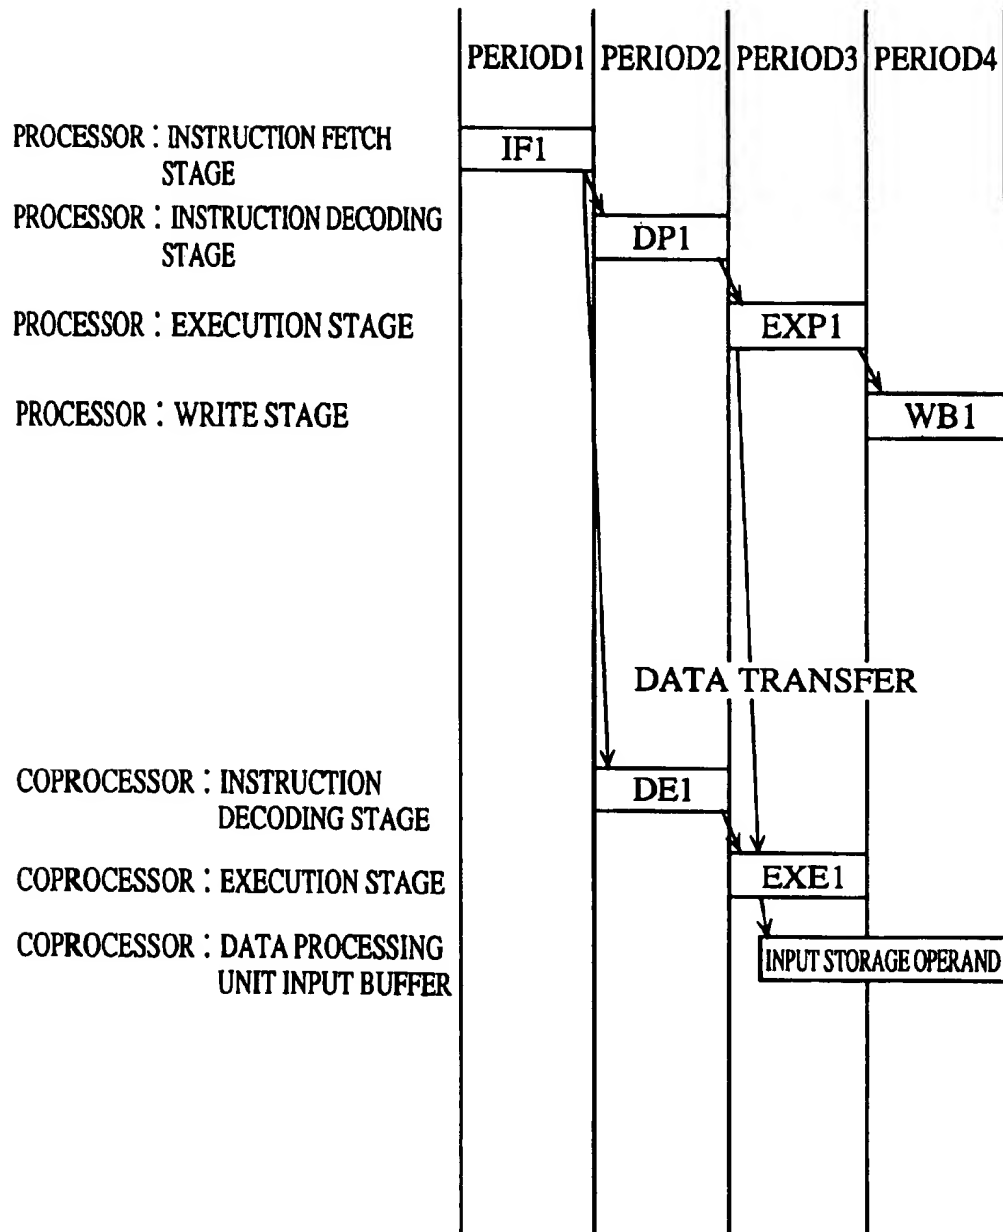 PERIOD1 PERIOD2 PERIOD3 PERIOD4
PROCESSOR : INSTRUCTION FETCH
STAGE
IF1
PROCESSOR : INSTRUCTION DECODING
STAGE
DP1
PROCESSOR : EXECUTION STAGE
EXP1
PROCESSOR : WRITE STAGE
WB1
DATA TRANSFER
COPROCESSOR : INSTRUCTION
DECODING STAGE
DE1
COPROCESSOR : EXECUTION STAGE
EXE1
COPROCESSOR : DATA PROCESSING
UNIT INPUT BUFFER
INPUT STORAGE OPERAND